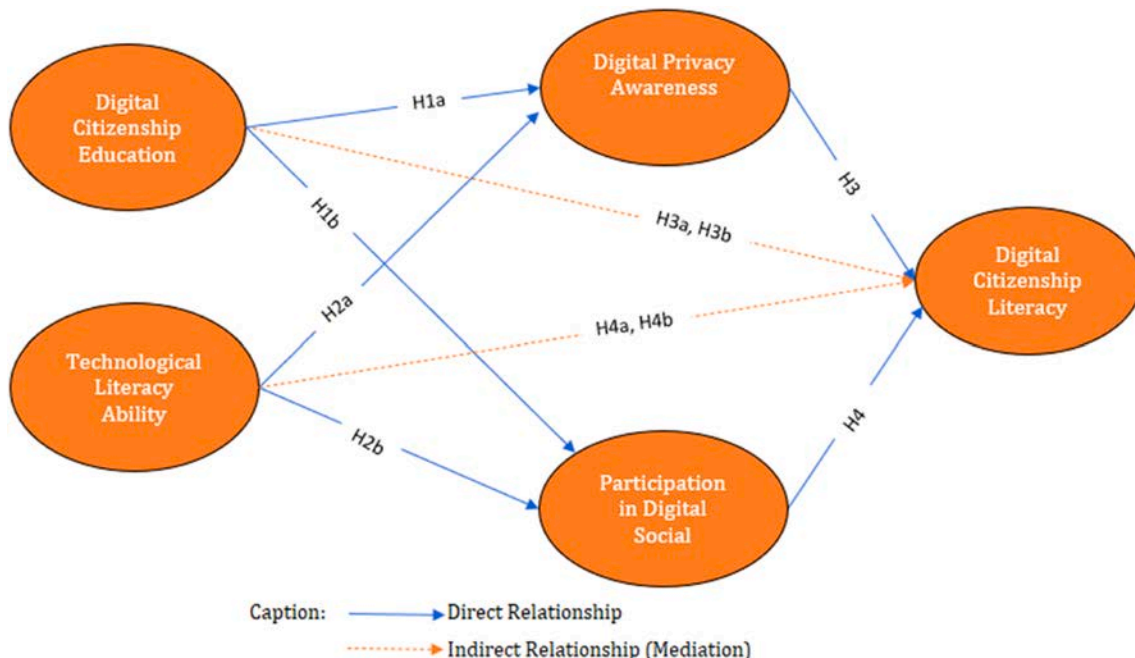 Digital
Citizenship
Education
Digital Privacy
Awareness
H1a
H1b
H3
H3a, H3b
Digital
Citizenship
Literacy
H2a
H4a, H4b
Technological
Literacy
Ability
H2b
H4
Participation
in Digital
Social
Caption:
Direct Relationship
Indirect Relationship (Mediation)